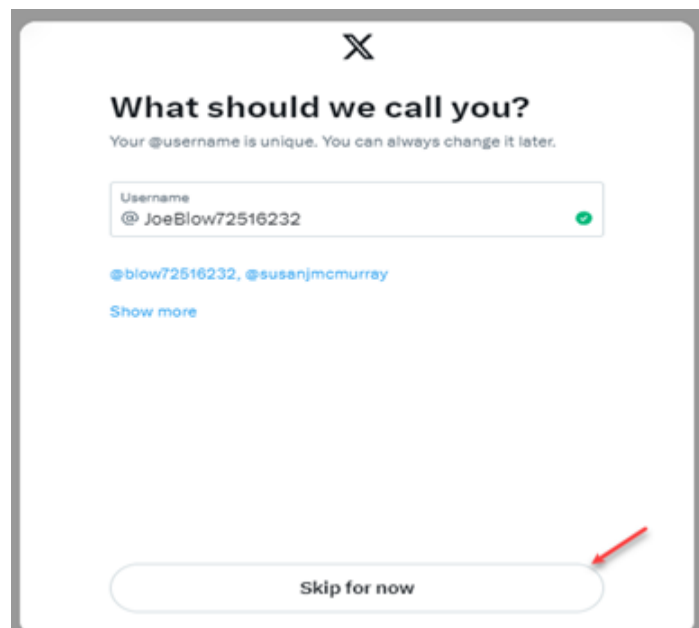 X
What should we call you?
Your @username is unique. You can always change it later.
Username
@ JoeBlow72516232
@blow72516232, @susanjmcmurray
Show more
Skip for now